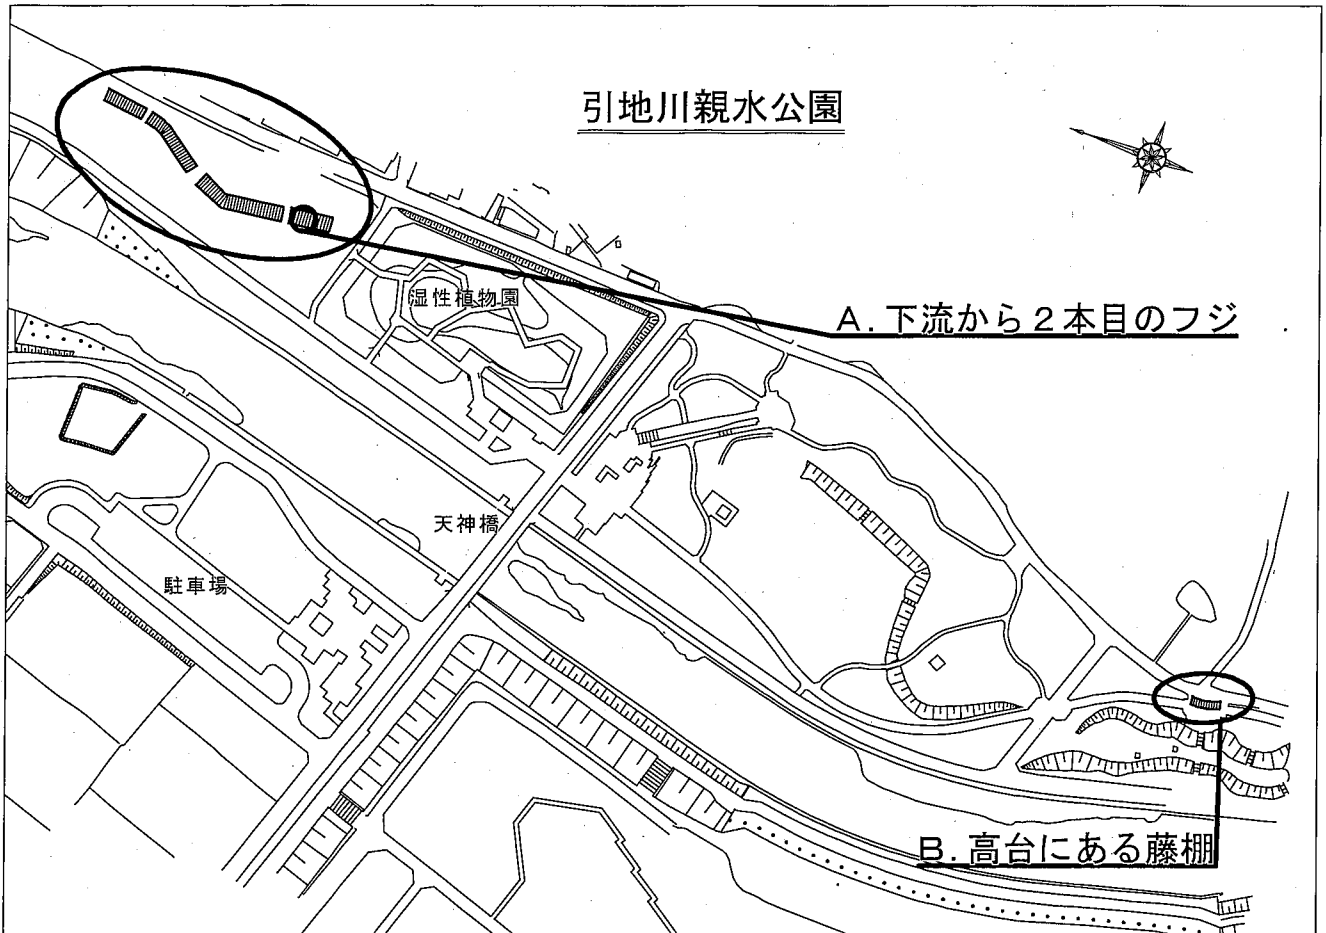 引地川親水公園
湿性植物園
A.下流から2本目のフジ
天神橋
駐車場
B.高台にある藤棚